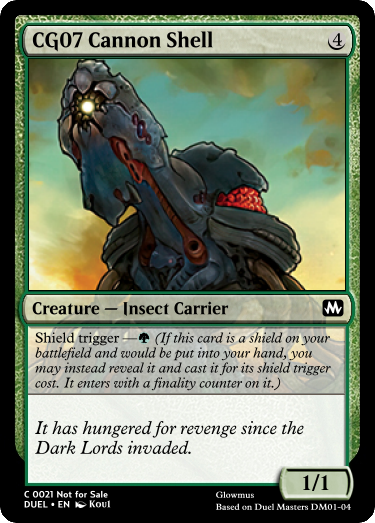 CG07 Cannon Shell 4
Creature — Insect Carrier
Shield trigger — (If this card is a shield on your
battlefield and would be put into your hand, you
may instead reveal it and cast it for its shield trigger
cost. It enters with a finality counter on it.)
It has hungered for revenge since the
Dark Lords invaded.
1/1
C 0021 Not for Sale
DUEL • EN Koul
Glowmus
Based on Duel Masters DM01-04